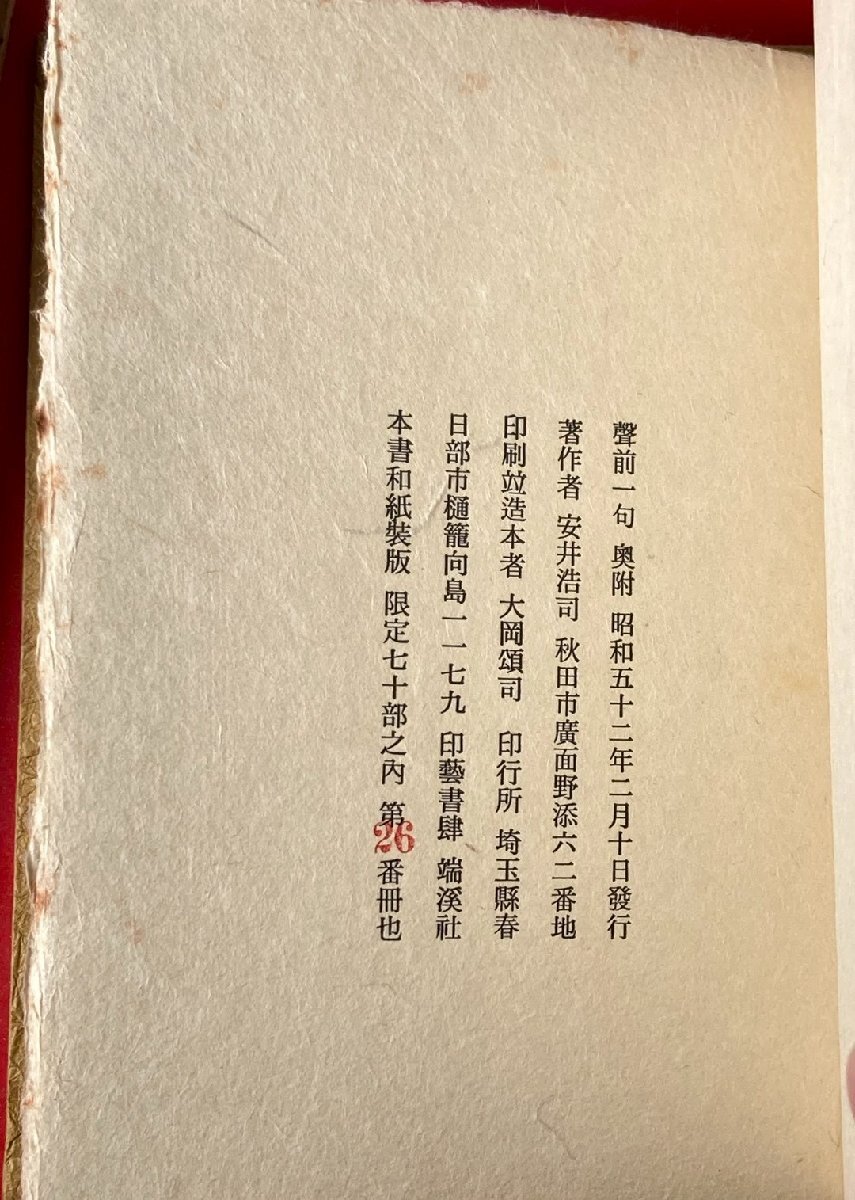 聲前一句 奥附 昭和五十二年二月十日發行
著作者 安井浩司 秋田市廣面野添六二番地
印刷竝造本者 大岡頌司 印行所 埼玉縣春
日部市樋籠向島一一七九 印藝書肆 端溪社
本書和紙装版 限定七十部之内 第26番冊也